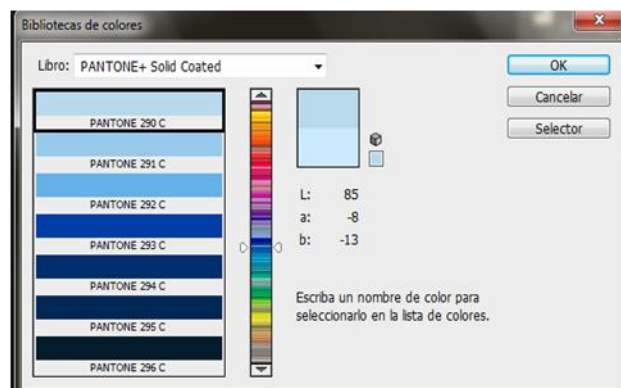 Bibliotecas de colores
Libro: PANTONE+ Solid Coated
OK
Cancelar
Selector
PANTONE 290 C
PANTONE 291 C
PANTONE 292 C
PANTONE 293 C
PANTONE 294 C
PANTONE 295 C
PANTONE 296 C
L: 85
a: -8
b: -13
Escriba un nombre de color para
seleccionarlo en la lista de colores.